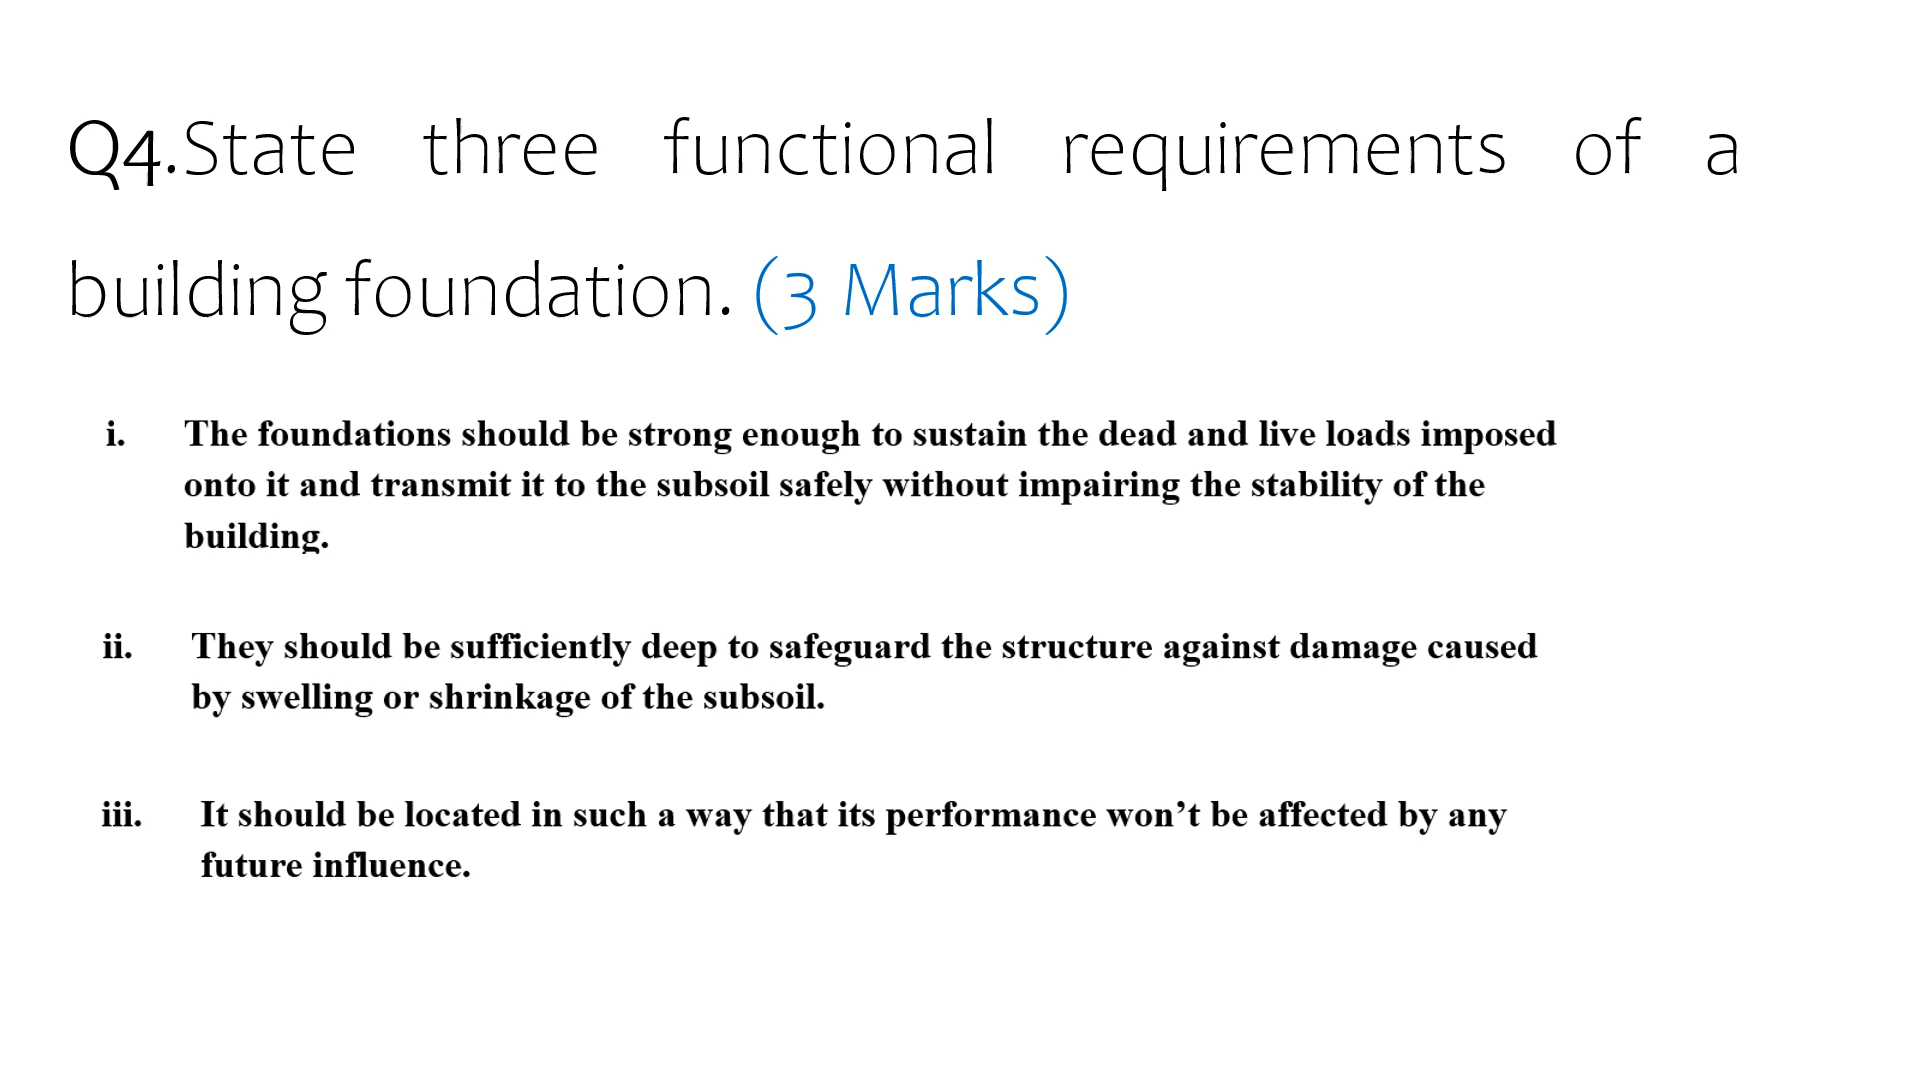 Q4.State three functional requirements of a
building foundation. (3 Marks)
i. The foundations should be strong enough to sustain the dead and live loads imposed
onto it and transmit it to the subsoil safely without impairing the stability of the
building.
ii. They should be sufficiently deep to safeguard the structure against damage caused
by swelling or shrinkage of the subsoil.
iii. It should be located in such a way that its performance won’t be affected by any
future influence.